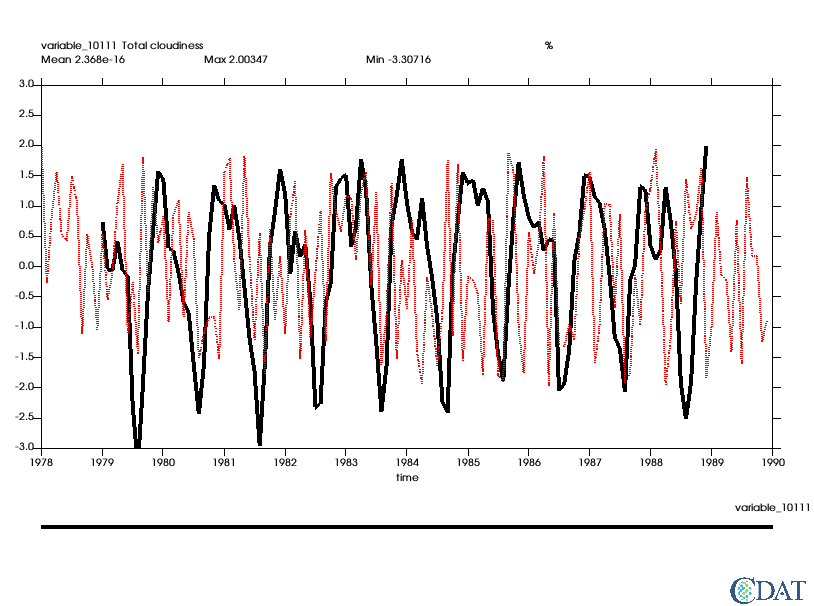 variable_10111 Total cloudiness %
Mean 2.368e-16 Max 2.00347 Min -3.30716
3.0
2.5
2.0
1.5
1.0
0.5
0.0
-0.5
-1.0
-1.5
-2.0
-2.5
-3.0
1978 1979 1980 1981 1982 1983 1984 1985 1986 1987 1988 1989 1990
time
variable_10111
CDAT